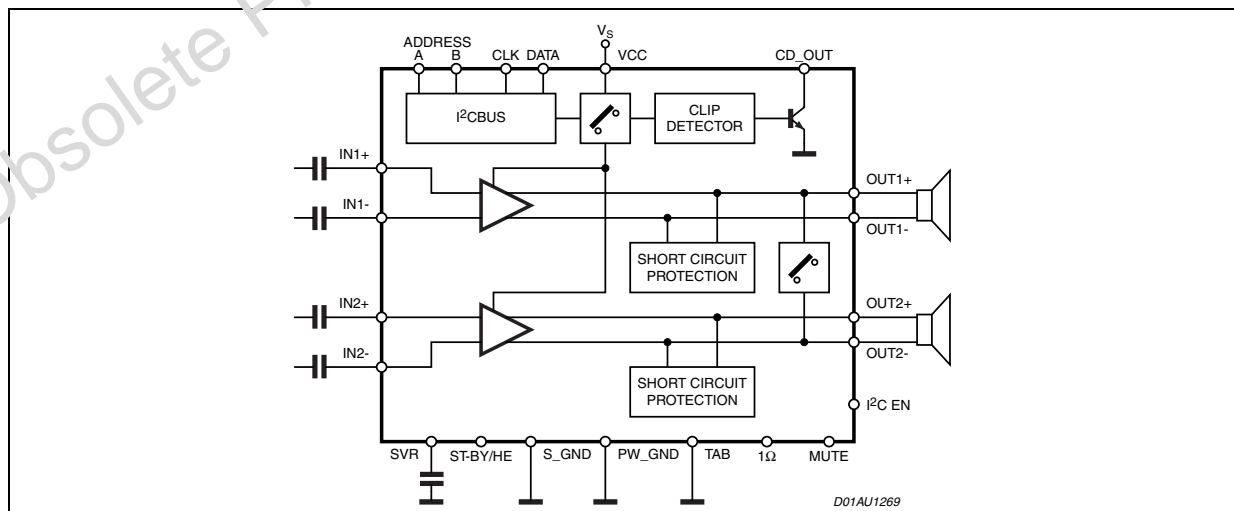 Obsolete P
VS
ADDRESS
A B CLK DATA VCC CD_OUT
I2CBUS
CLIP
DETECTOR
IN1+
OUT1+
IN1-
OUT1-
SHORT CIRCUIT
PROTECTION
IN2+
OUT2+
IN2-
OUT2-
SHORT CIRCUIT
PROTECTION
I2C EN
SVR ST-BY/HE S_GND PW_GND TAB 1Ω MUTE
D01AU1269